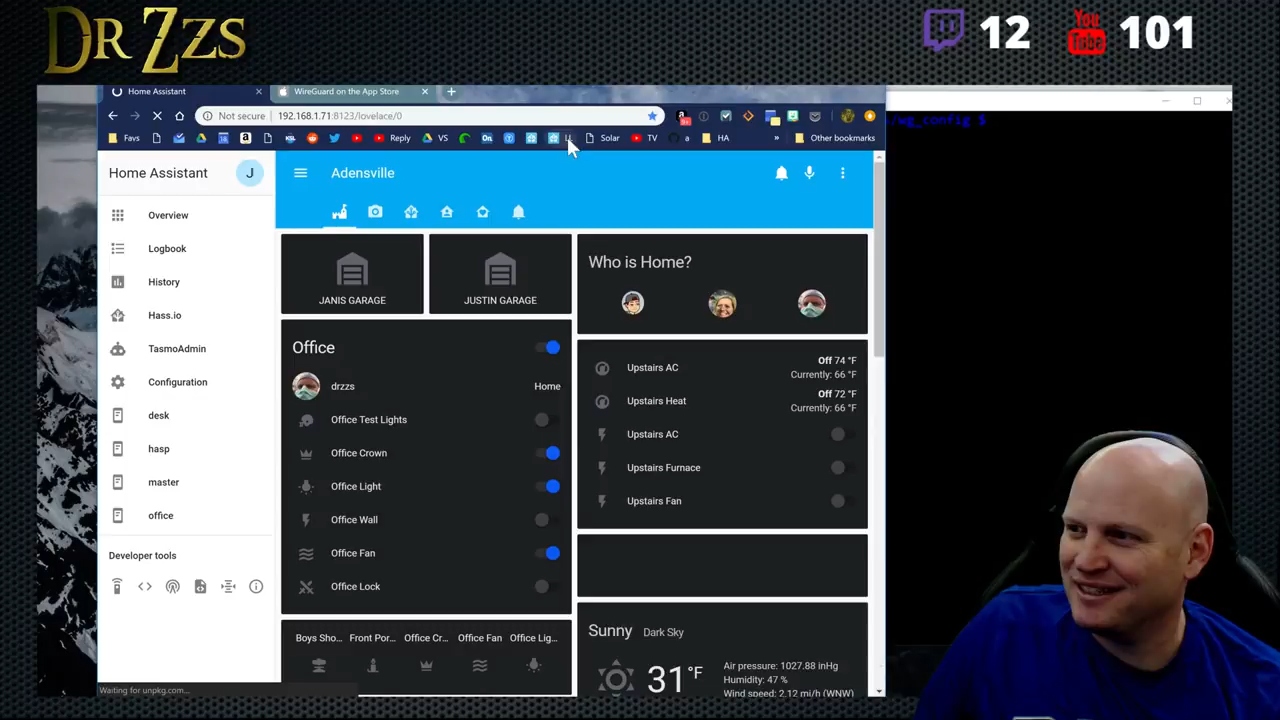 DR ZZS
12
You Tube
101
Home Assistant
WireGuard on the App Store
Not secure
192.168.1.71:8123/lovelace/0
Favs
Reply
VS
On
Solar
TV
a
HA
Other bookmarks
/wg_config $
Home Assistant
J
Adensville
Overview
Logbook
History
Hass.io
TasmoAdmin
Configuration
desk
hasp
master
office
Developer tools
JANIS GARAGE
JUSTIN GARAGE
Office
drzzs
Home
Office Test Lights
Office Crown
Office Light
Office Wall
Office Fan
Office Lock
Boys Sho...
Front Por...
Office Cr...
Office Fan
Office Lig...
Who is Home?
Upstairs AC
Off 74 °F
Currently: 66 °F
Upstairs Heat
Off 72 °F
Currently: 66 °F
Upstairs AC
Upstairs Furnace
Upstairs Fan
Sunny
Dark Sky
31 °F
Air pressure: 1027.88 inHg
Humidity: 47 %
Wind speed: 2.12 mi/h (WNW)
Waiting for unpkg.com...